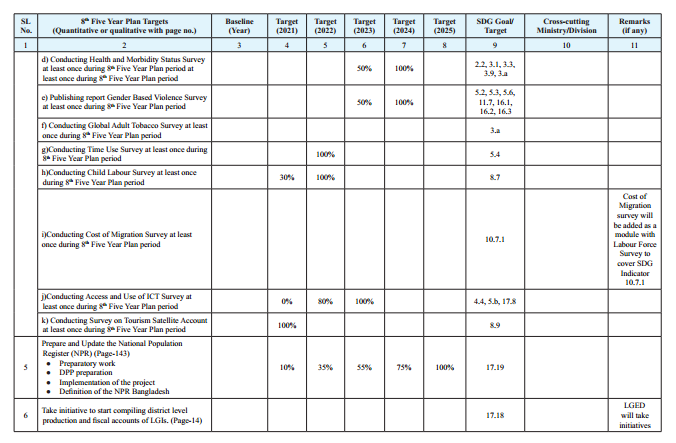 SL No. 8th Five Year Plan Targets (Quantitative or qualitative with page no.) Baseline (Year) Target (2021) Target (2022) Target (2023) Target (2024) Target (2025) SDG Goal/ Target Cross-cutting Ministry/Division Remarks (if any)
1 2 3 4 5 6 7 8 9 10 11
d) Conducting Health and Morbidity Status Survey
at least once during 8th Five Year Plan period at
least once during 8th Five Year Plan period
50% 100%
2.2, 3.1, 3.3,
3.9, 3.a
e) Publishing report Gender Based Violence Survey
at least once during 8th Five Year Plan period
50% 100%
5.2, 5.3, 5.6,
11.7, 16.1,
16.2, 16.3
f) Conducting Global Adult Tobacco Survey at least
once during 8th Five Year Plan period
3.a
g)Conducting Time Use Survey at least once during
8th Five Year Plan period
100%
5.4
h)Conducting Child Labour Survey at least once
during 8th Five Year Plan period
30% 100%
8.7
i)Conducting Cost of Migration Survey at least
once during 8th Five Year Plan period
10.7.1
Cost of
Migration
survey will
be added as a
module with
Labour Force
Survey to
cover SDG
Indicator
10.7.1
j)Conducting Access and Use of ICT Survey at
least once during 8th Five Year Plan period
0% 80% 100%
4.4, 5.b, 17.8
k) Conducting Survey on Tourism Satellite Account
at least once during 8th Five Year Plan period
100%
8.9
5
Prepare and Update the National Population
Register (NPR) (Page-143)
● Preparatory work
● DPP preparation
● Implementation of the project
● Definition of the NPR Bangladesh
10% 35% 55% 75% 100%
17.19
6
Take initiative to start compiling district level
production and fiscal accounts of LGIs. (Page-14)
17.18
LGED
will take
initiatives